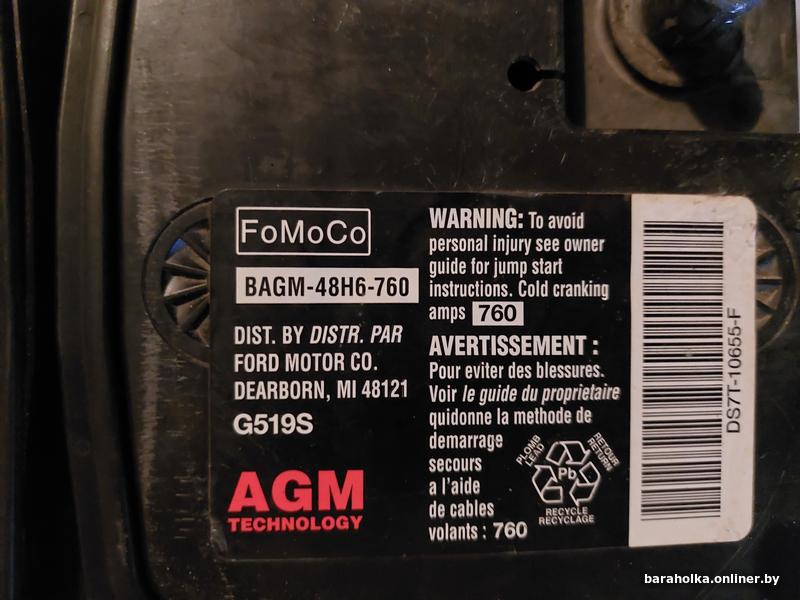 FoMoCo
BAGM-48H6-760
DIST. BY DISTR. PAR
FORD MOTOR CO.
DEARBORN, MI 48121
G519S
AGM
TECHNOLOGY
WARNING: To avoid
personal injury see owner
guide for jump start
instructions. Cold cranking
amps 760
AVERTISSEMENT :
Pour eviter des blessures.
Voir le guide du proprietaire
quidonne la methode de
demarrage
secours
a l'aide
de cables
volants : 760
PLOMB
LEAD
RETOUR
RETURN
Pb
RECYCLE
RECYCLAGE
DS7T-10655-F
baraholka.onliner.by